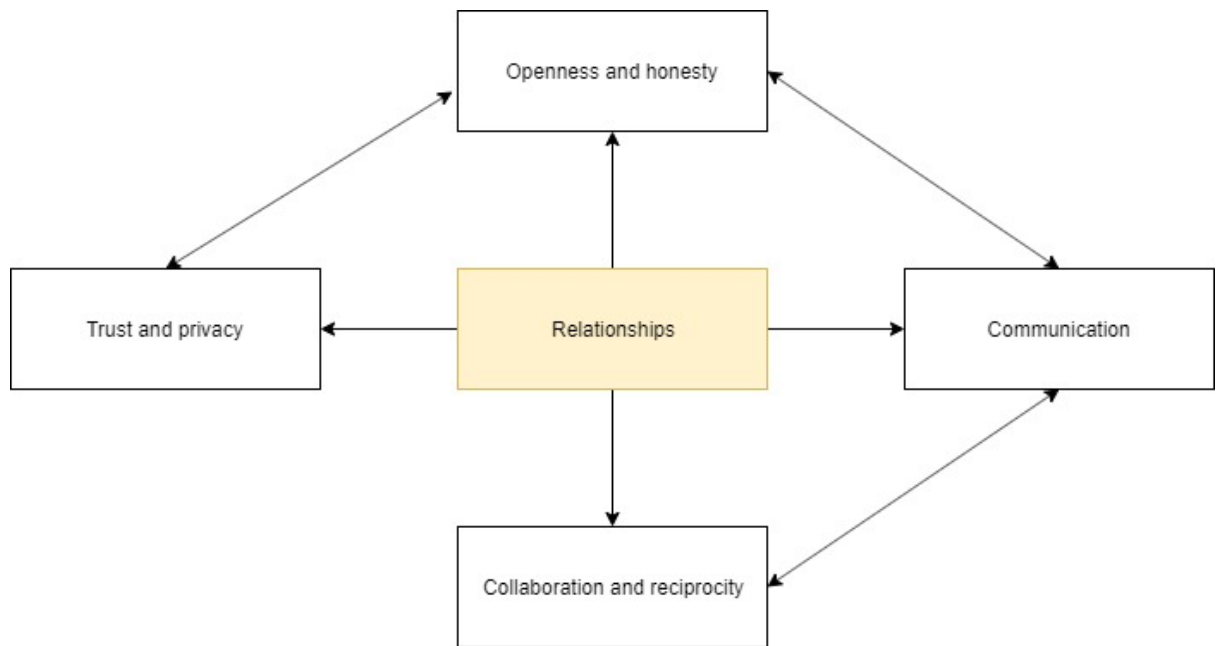 Openness and honesty
Trust and privacy
Relationships
Communication
Collaboration and reciprocity